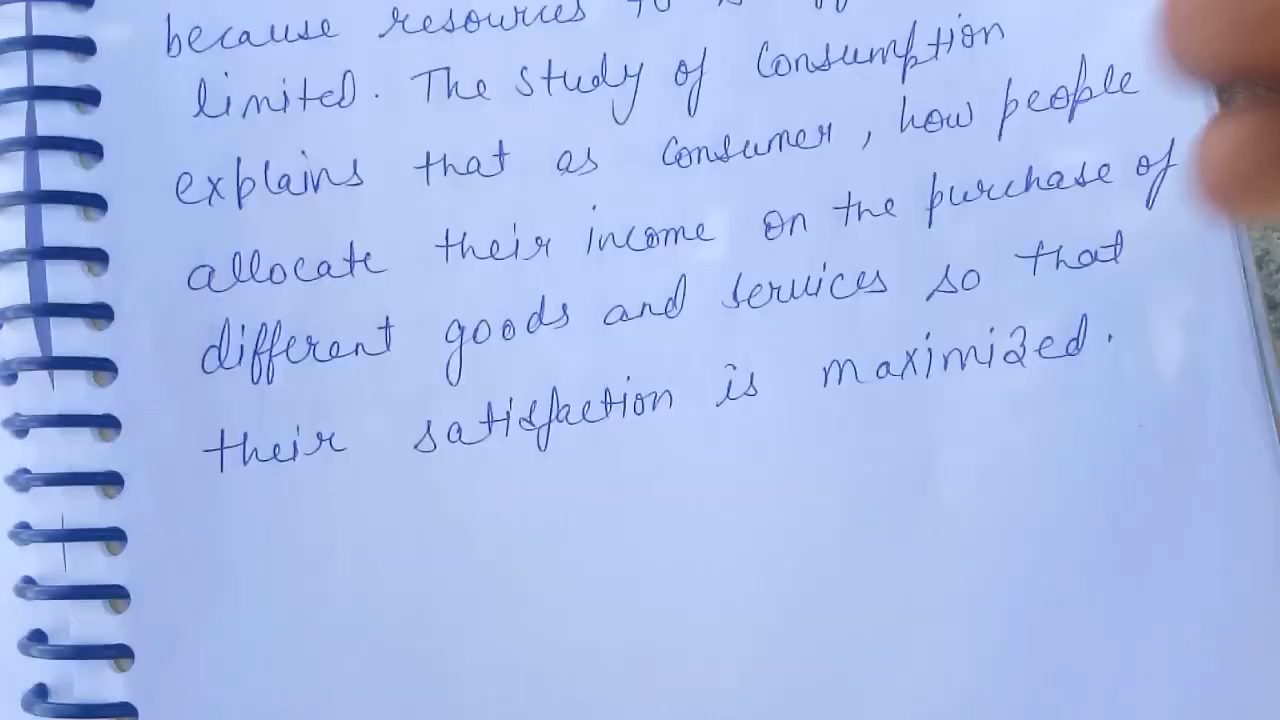 because resources to
limited. The study of Consumption
explains that as Consumer, how people
allocate their income on the purchase of
different goods and services so that
their satisfaction is maximized.